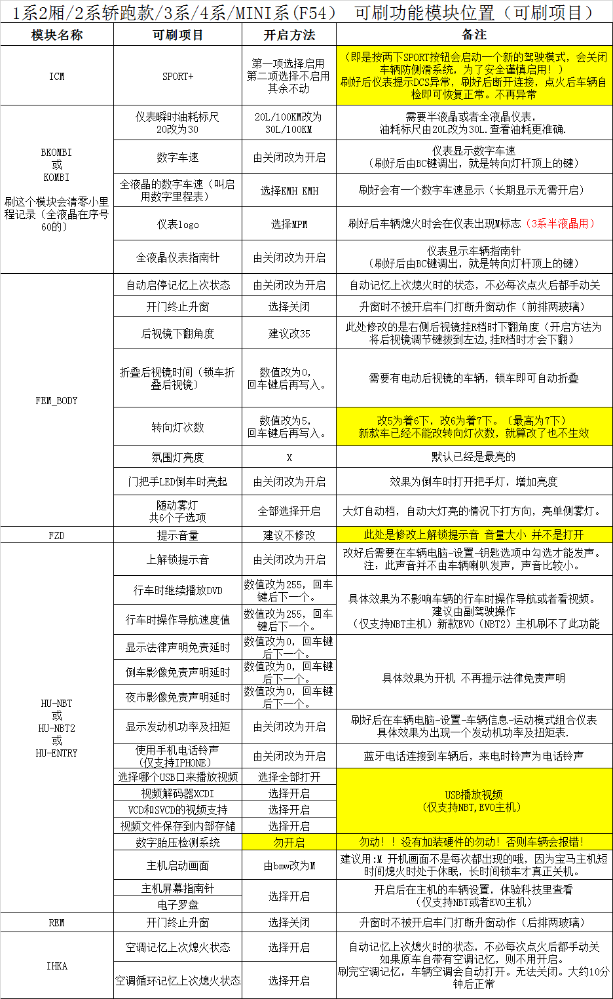 1系2厢/2系轿跑款/3系/4系/MINI系(F54） 可刷功能模块位置（可刷项目）
模块名称 可刷项目 开启方法 备注
ICM
SPORT+
第一项选择启用
第二项选择不启用
其余不动
（即是按两下SPORT按钮会启动一个新的驾驶模式，会关闭
车辆防侧滑系统，为了安全谨慎启用！）
刷好后仪表提示DCS异常，刷好后断开连接，点火后车辆自
检即可恢复正常。不再异常
BKOMBI
或
KOMBI
刷这个模块会清零小里
程记录（全液晶在序号
60的）
仪表瞬时油耗标尺
20改为30
20L/100KM改为
30L/100KM
需要半液晶或者全液晶仪表，
油耗标尺由20L改为30L.查看油耗更准确.
数字车速
由关闭改为开启
仪表显示数字车速
（刷好后由BC键调出，就是转向灯杆顶上的键）
全液晶的数字车速（叫启
用数字里程表）
选择KMH KMH
刷好会有一个数字车速显示（长期显示无需开启）
仪表logo
选择MPM
刷好后车辆熄火时会在仪表出现M标志（3系半液晶用）
全液晶仪表指南针
由关闭改为开启
仪表显示车辆指南针
（刷好后由BC键调出，就是转向灯杆顶上的键）
FEM_BODY
自动启停记忆上次状态
由关闭改为开启
自动记忆上次熄火时的状态，不必每次点火后都手动关
开门终止升窗
选择关闭
升窗时不被开启车门打断升窗动作（前排两玻璃）
后视镜下翻角度
建议改35
此处修改的是右侧后视镜挂R档时下翻角度（开启方法为
将后视镜调节键拨到左边,挂R档时才会下翻）
折叠后视镜时间（锁车折
叠后视镜）
数值改为0，
回车键后再写入。
需要有电动后视镜的车辆，锁车即可自动折叠
转向灯次数
数值改为5，
回车键后再写入。
改5为着6下，改6为着7下。（最高为7下）
新款车已经不能改转向灯次数，就算改了也不生效
氛围灯亮度
X
默认已经是最亮的
门把手LED倒车时亮起
由关闭改为开启
效果为倒车时打开把手灯，增加亮度
随动雾灯
共6个子选项
全部选择开启
大灯自动档，自动大灯亮的情况下打方向，亮单侧雾灯。
FZD
提示音量
建议不修改
此处是修改上解锁提示音 音量大小 并不是打开
HU-NBT
或
HU-NBT2
或
HU-ENTRY
上解锁提示音
由关闭改为开启
改好后需要在车辆电脑-设置-钥匙选项中勾选才能发声。
注：此声音并不由车辆喇叭发声，声音比较小。
行车时继续播放DVD
数值改为255，回车
键后下一个。
行车时操作导航速度值
数值改为255，回车
键后下一个。
具体效果为不影响车辆的行车时操作导航或者看视频。
建议由副驾驶操作
（仅支持NBT主机）新款EVO（NBT2）主机刷不了此功能
显示法律声明免责延时
数值改为0，回车键
后下一个。
倒车影像免责声明延时
数值改为0，回车键
后下一个。
夜市影像免责声明延时
数值改为0，回车键
后下一个。
具体效果为开机 不再提示法律免责声明
显示发动机功率及扭矩
由关闭改为开启
刷好后在车辆电脑-设置-车辆信息-运动模式组合仪表
具体效果为出现一个发动机功率及扭矩表.
使用手机电话铃声
(仅支持IPHONE）
由关闭改为开启
蓝牙电话连接到车辆后，来电时铃声为电话铃声
选择哪个USB口来播放视频
选择全部打开
视频解码器XCDI
选择开启
VCD和SVCD的视频支持
选择开启
视频文件保存到内部存储
选择开启
USB播放视频
(仅支持NBT,EVO主机）
数字胎压检测系统
勿开启
勿动！！没有加装硬件的勿动！否则车辆会报错！
主机启动画面
由bmw改为M
建议用:M 开机画面不是每次都出现的哦，因为宝马主机短
时间熄火时处于休眠，长时间锁车才真正关机。
主机屏幕指南针
电子罗盘
选择开启
开启后在主机的车辆设置，体验科技里查看
（仅支持NBT或者EVO主机）
REM
开门终止升窗
选择关闭
升窗时不被开启车门打断升窗动作（后排两玻璃）
IHKA
空调记忆上次熄火状态
选择开启
空调循环记忆上次熄火状态
选择开启
自动记忆上次熄火时的状态，不必每次点火后都手动关
如果原车自带有空调记忆，则不用开启。
刷完空调记忆，车辆空调会自动打开。无法关闭。大约10分
钟后正常